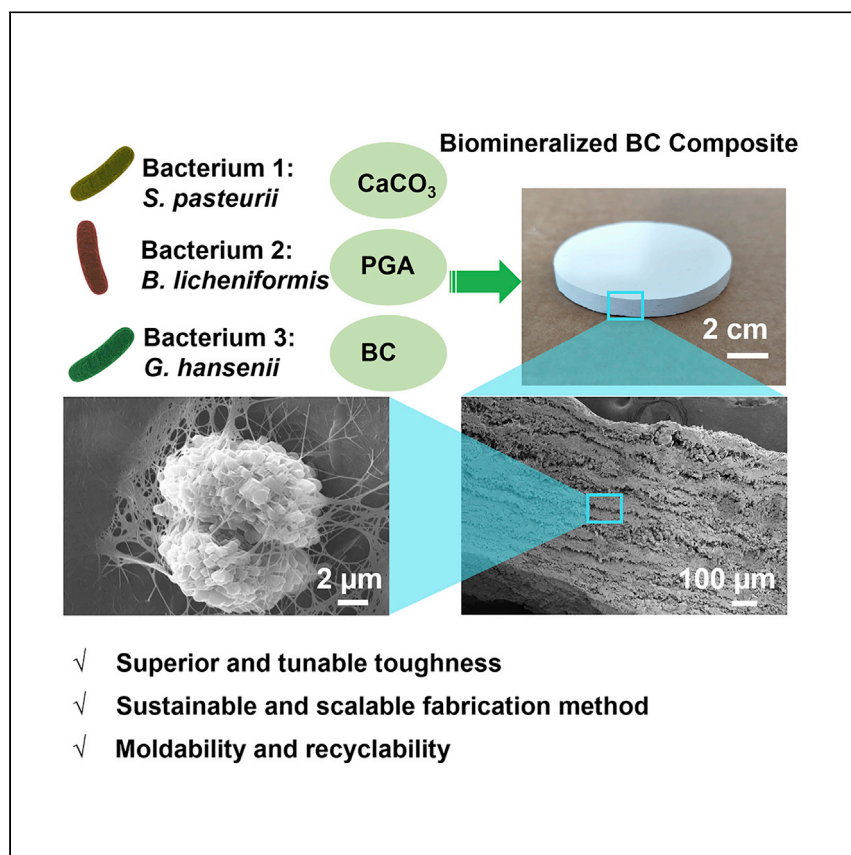 Biomineralized BC Composite
Bacterium 1:
S. pasteurii
CaCO₃
Bacterium 2:
B. licheniformis
PGA
Bacterium 3:
G. hansenii
BC
2 cm
2 µm
100 µm
√ Superior and tunable toughness
√ Sustainable and scalable fabrication method
√ Moldability and recyclability